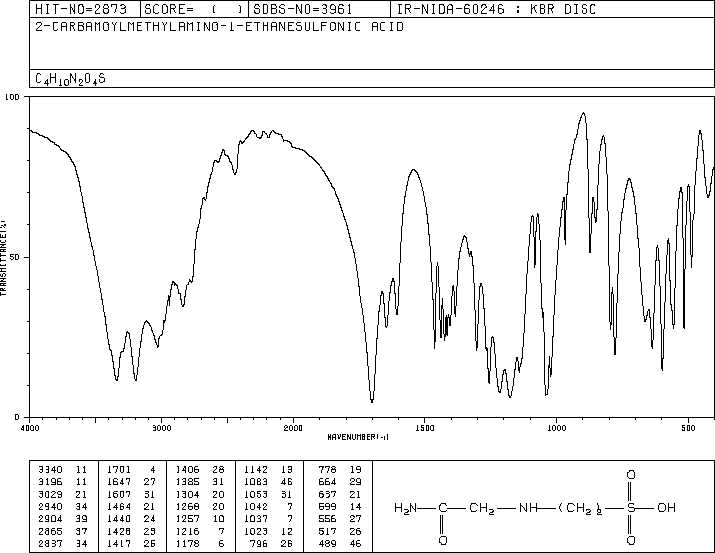 HIT-NO=2873 SCORE= ( ) SDBS-NO=3961 IR-NIDA-60246 : KBR DISC
2-CARBAMOYLMETHYLAMINO-1-ETHANESULFONIC ACID
C4H10N2O4S
100
TRANSMITTANCE(%)
50
0
4000 3000 2000 1500 1000 500
WAVENUMBER(-1)
3340 11 1701 4 1406 28 1142 13 778 19
3196 11 1647 27 1385 31 1083 46 664 29
3029 21 1607 31 1304 20 1053 31 637 21
2940 34 1464 21 1268 20 1042 7 599 14
2904 39 1440 24 1257 10 1037 7 556 27
2865 37 1428 23 1216 7 1023 12 517 26
2837 34 1417 26 1178 6 796 26 489 46
O
H2N C CH2 NH (CH2)2 S OH
O O